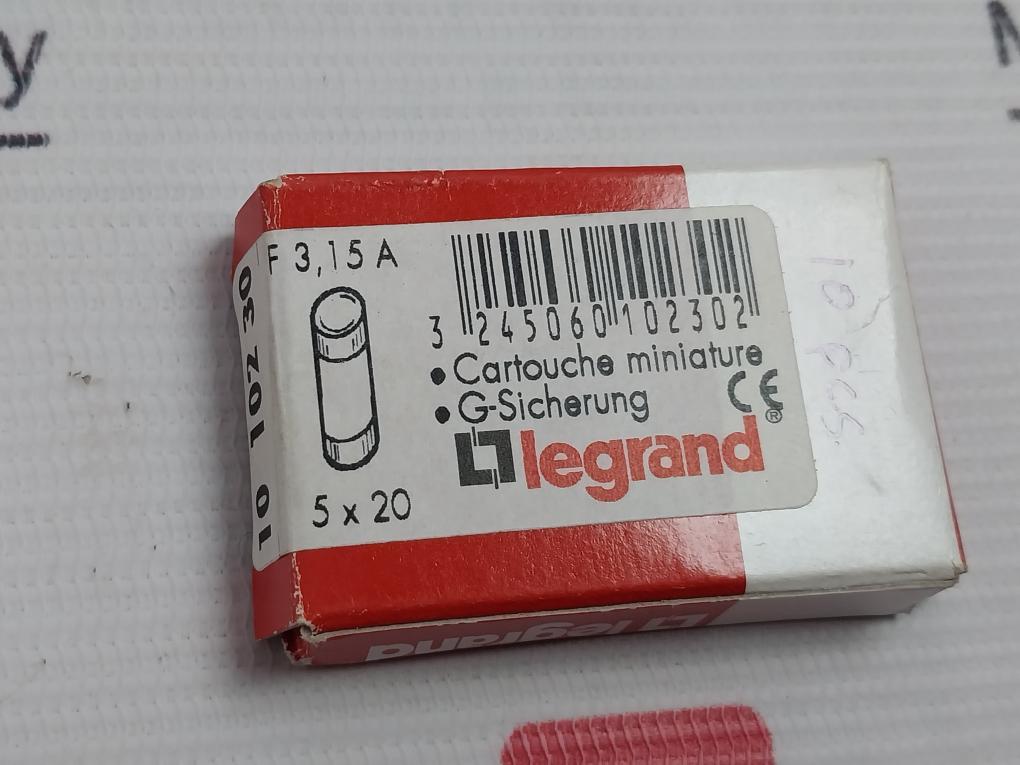 y
F 3,15 A
10 102 30
3 245060 102302
• Cartouche miniature
• G-Sicherung
CE
legrand®
5 x 20
10 pcs.
legrand